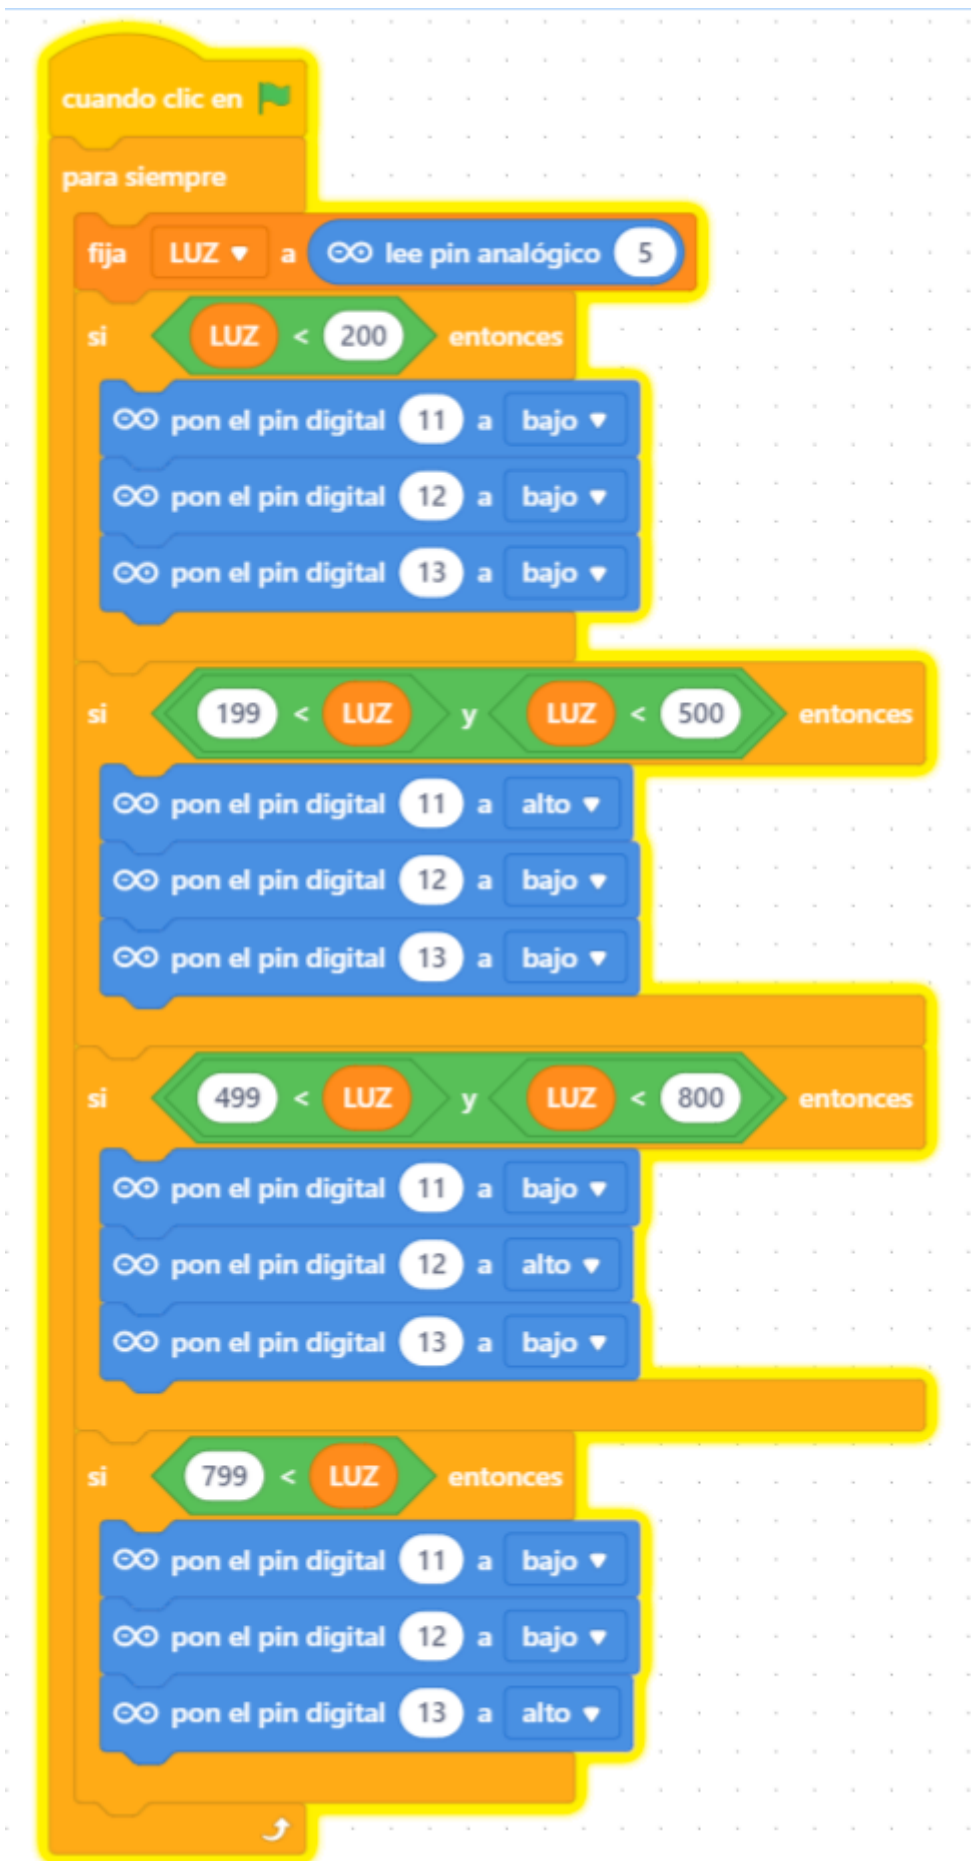 cuando clic en
para siempre
fija LUZ a lee pin analógico 5
si LUZ < 200 entonces
pon el pin digital 11 a bajo
pon el pin digital 12 a bajo
pon el pin digital 13 a bajo
si 199 < LUZ y LUZ < 500 entonces
pon el pin digital 11 a alto
pon el pin digital 12 a bajo
pon el pin digital 13 a bajo
si 499 < LUZ y LUZ < 800 entonces
pon el pin digital 11 a bajo
pon el pin digital 12 a alto
pon el pin digital 13 a bajo
si 799 < LUZ entonces
pon el pin digital 11 a bajo
pon el pin digital 12 a bajo
pon el pin digital 13 a alto